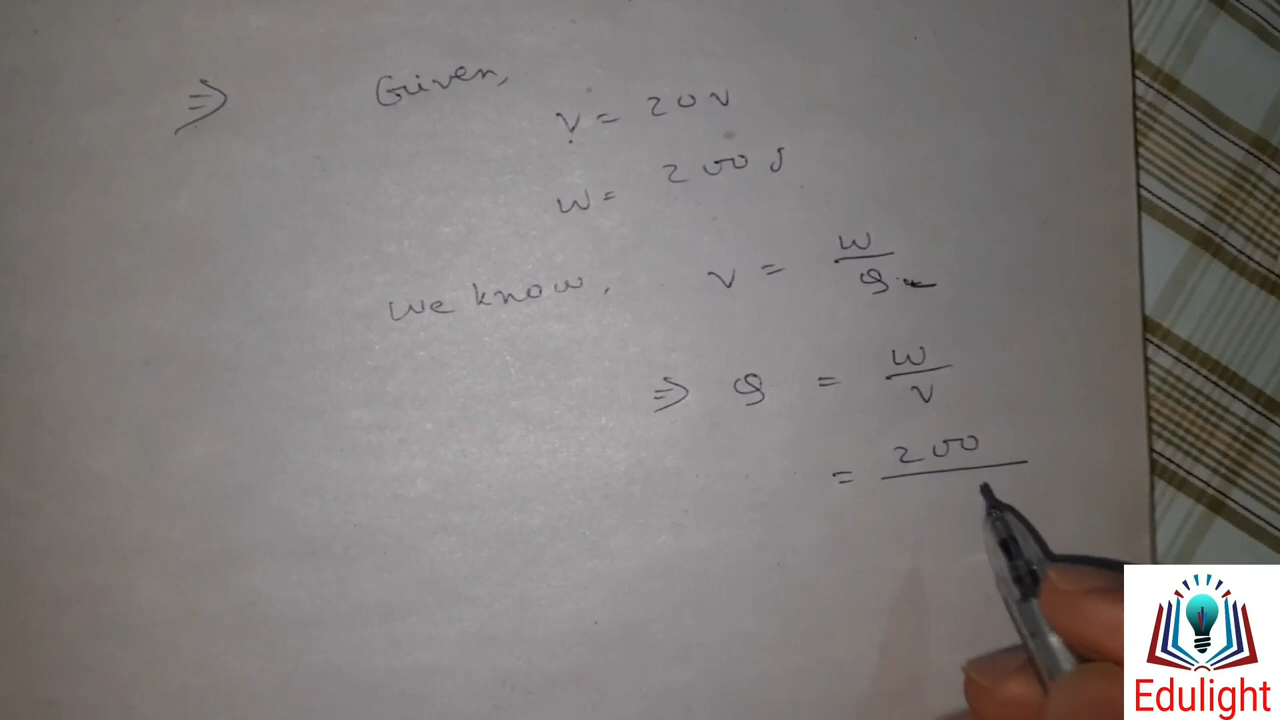 ⇒ Given,
V = 20 V
W = 200 J
We know, V = W/Q
⇒ Q = W/V
= 200/
Edulight